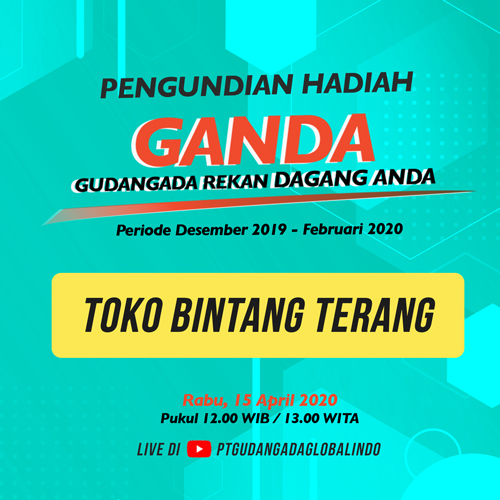 PENGUNDIAN HADIAH
GANDA
GUDANGADA REKAN DAGANG ANDA
Periode Desember 2019 - Februari 2020
TOKO BINTANG TERANG
Rabu, 15 April 2020
Pukul 12.00 WIB / 13.00 WITA
LIVE DI PTGUDANGADAGLOBALINDO